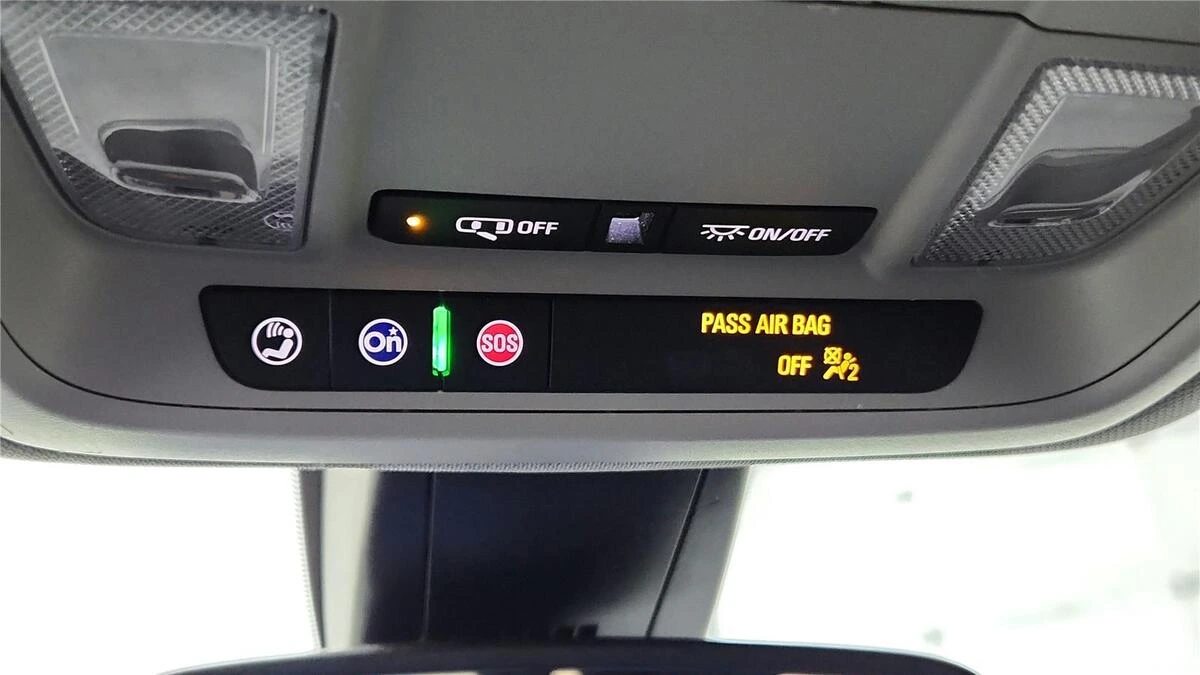 OFF
ON/OFF
On
SOS
PASS AIR BAG
OFF 2